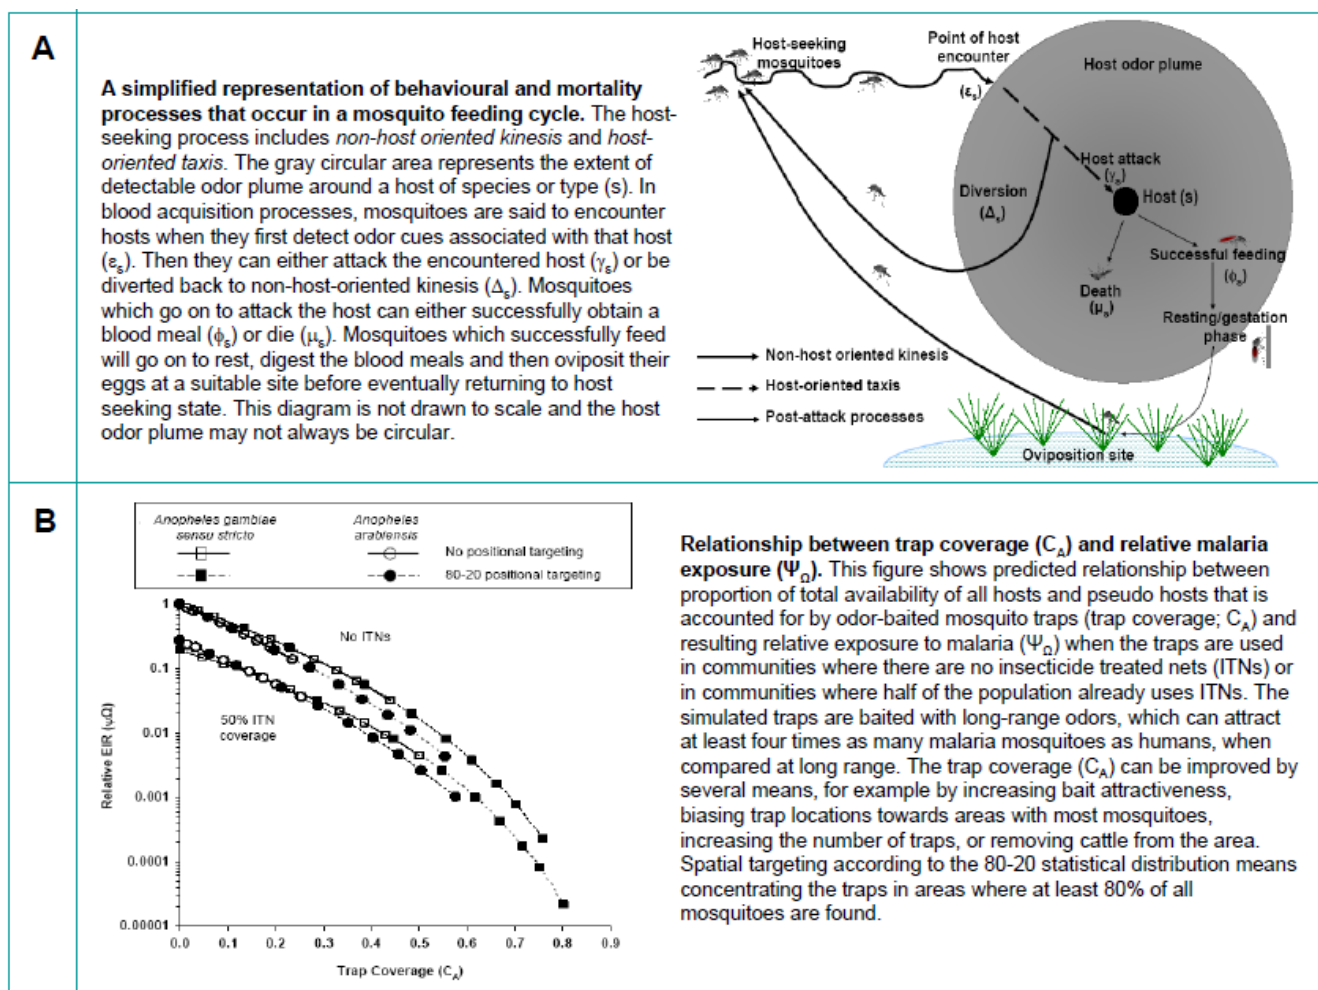 A
A simplified representation of behavioural and mortality
processes that occur in a mosquito feeding cycle. The host-
seeking process includes non-host oriented kinesis and host-
oriented taxis. The gray circular area represents the extent of
detectable odor plume around a host of species or type (s). In
blood acquisition processes, mosquitoes are said to encounter
hosts when they first detect odor cues associated with that host
(εs). Then they can either attack the encountered host (γs) or be
diverted back to non-host-oriented kinesis (Δs). Mosquitoes
which go on to attack the host can either successfully obtain a
blood meal (ϕs) or die (μs). Mosquitoes which successfully feed
will go on to rest, digest the blood meals and then oviposit their
eggs at a suitable site before eventually returning to host
seeking state. This diagram is not drawn to scale and the host
odor plume may not always be circular.
Host-seeking
mosquitoes
Point of host
encounter
(εs)
Host odor plume
Host attack
(γs)
Host (s)
Diversion
(Δs)
Successful feeding
(ϕs)
Death
(μs)
Resting/gestation
phase
Non-host oriented kinesis
Host-oriented taxis
Post-attack processes
Oviposition site
B
Anopheles gambiae
sensu stricto
Anopheles
arabiensis
No positional targeting
80-20 positional targeting
Relative EIR (ψΩ)
1
0.1
0.01
0.001
0.0001
0.00001
No ITNs
50% ITN
coverage
0.0 0.1 0.2 0.3 0.4 0.5 0.6 0.7 0.8 0.9
Trap Coverage (CA)
Relationship between trap coverage (CA) and relative malaria
exposure (ΨΩ). This figure shows predicted relationship between
proportion of total availability of all hosts and pseudo hosts that is
accounted for by odor-baited mosquito traps (trap coverage; CA) and
resulting relative exposure to malaria (ΨΩ) when the traps are used
in communities where there are no insecticide treated nets (ITNs) or
in communities where half of the population already uses ITNs. The
simulated traps are baited with long-range odors, which can attract
at least four times as many malaria mosquitoes as humans, when
compared at long range. The trap coverage (CA) can be improved by
several means, for example by increasing bait attractiveness,
biasing trap locations towards areas with most mosquitoes,
increasing the number of traps, or removing cattle from the area.
Spatial targeting according to the 80-20 statistical distribution means
concentrating the traps in areas where at least 80% of all
mosquitoes are found.